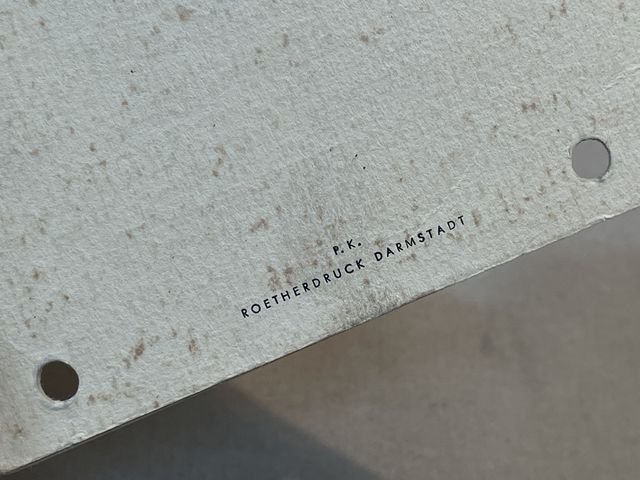 P. K.
ROETHERDRUCK DARMSTADT